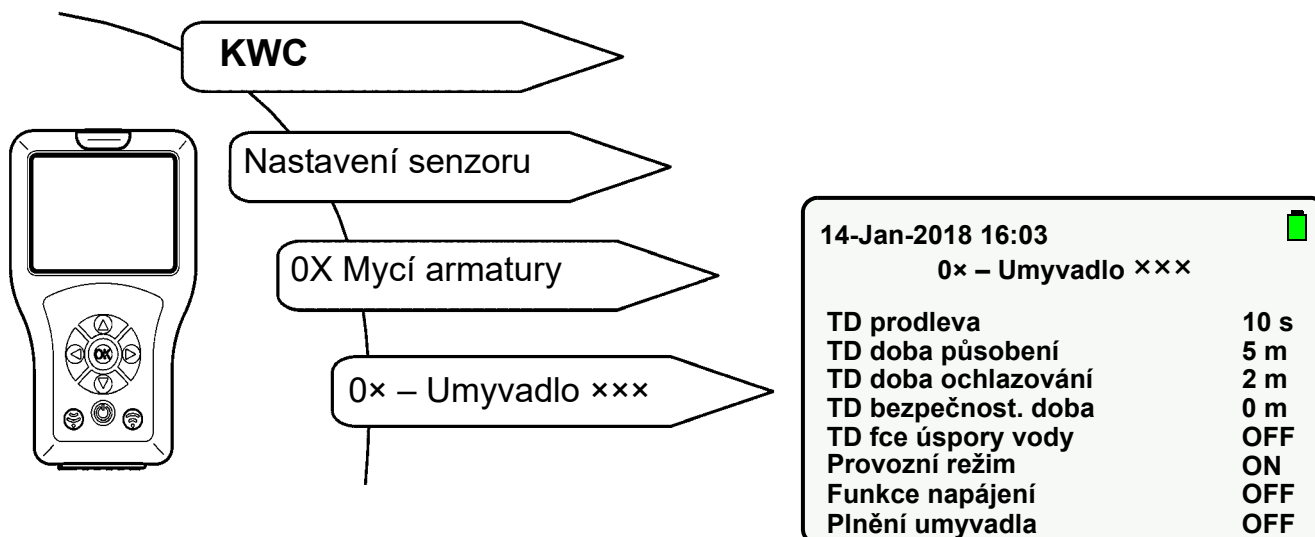 KWC
Nastavení senzoru
0X Mycí armatury
0× – Umyvadlo ×××
OK
14-Jan-2018 16:03
0× – Umyvadlo ×××
TD prodleva 10 s
TD doba působení 5 m
TD doba ochlazování 2 m
TD bezpečnost. doba 0 m
TD fce úspory vody OFF
Provozní režim ON
Funkce napájení OFF
Plnění umyvadla OFF